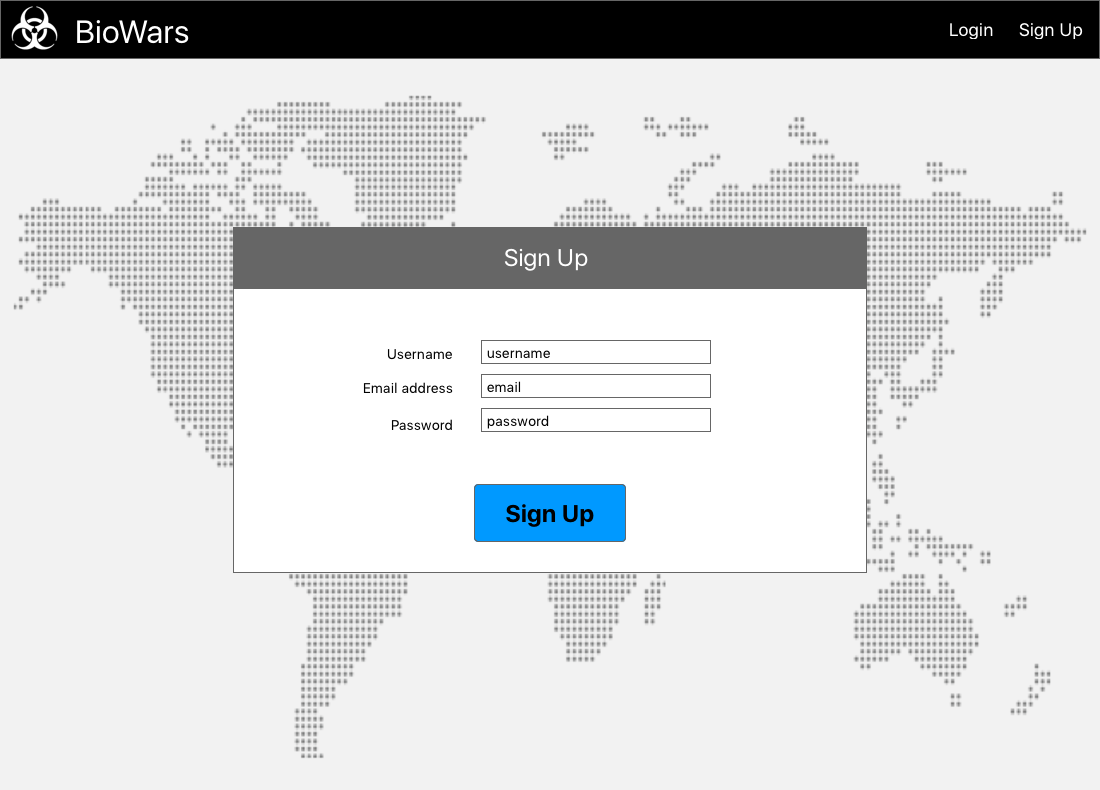 BioWars
Login Sign Up
Sign Up
Username username
Email address email
Password password
Sign Up